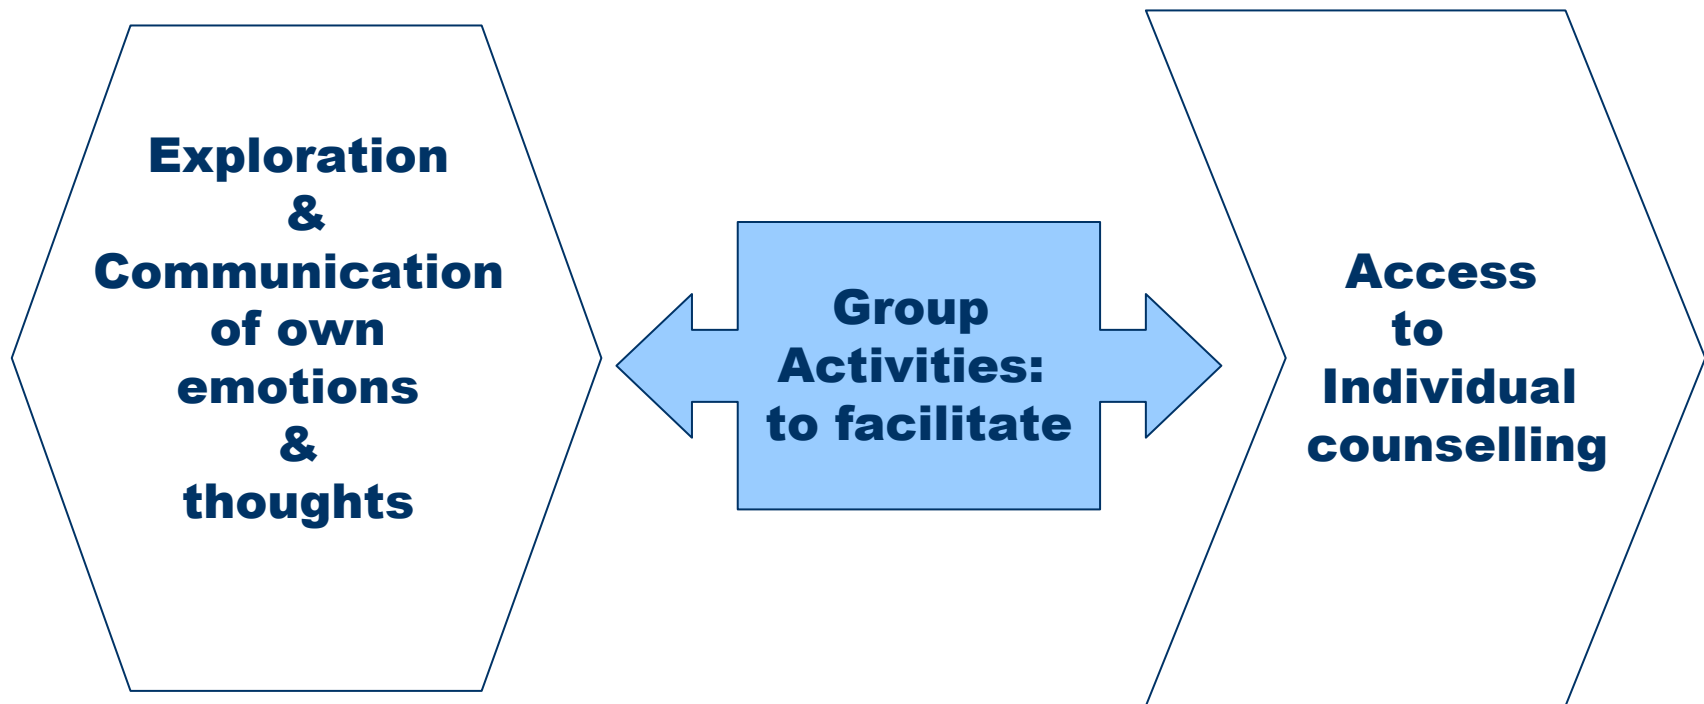 Exploration
&
Communication
of own
emotions
&
thoughts
Group
Activities:
to facilitate
Access
to
Individual
counselling